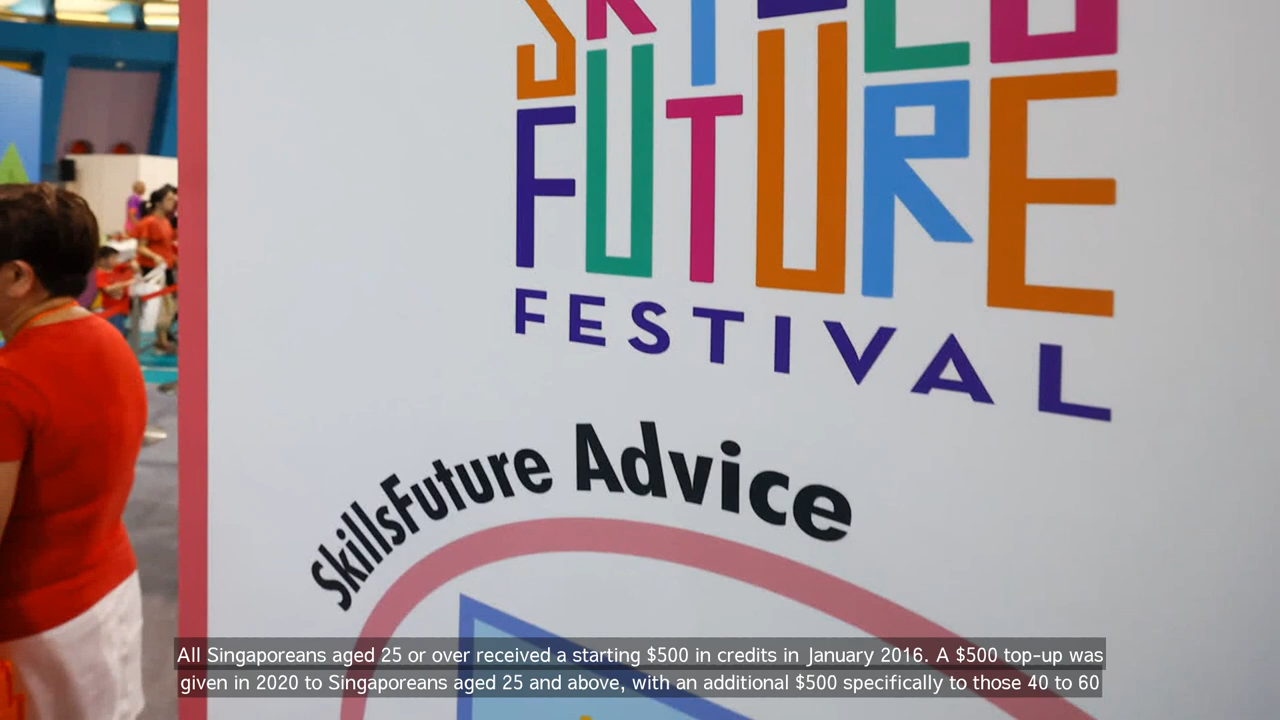 SKILLS
FUTURE
FESTIVAL
SkillsFuture Advice
All Singaporeans aged 25 or over received a starting $500 in credits in January 2016. A $500 top-up was
given in 2020 to Singaporeans aged 25 and above, with an additional $500 specifically to those 40 to 60